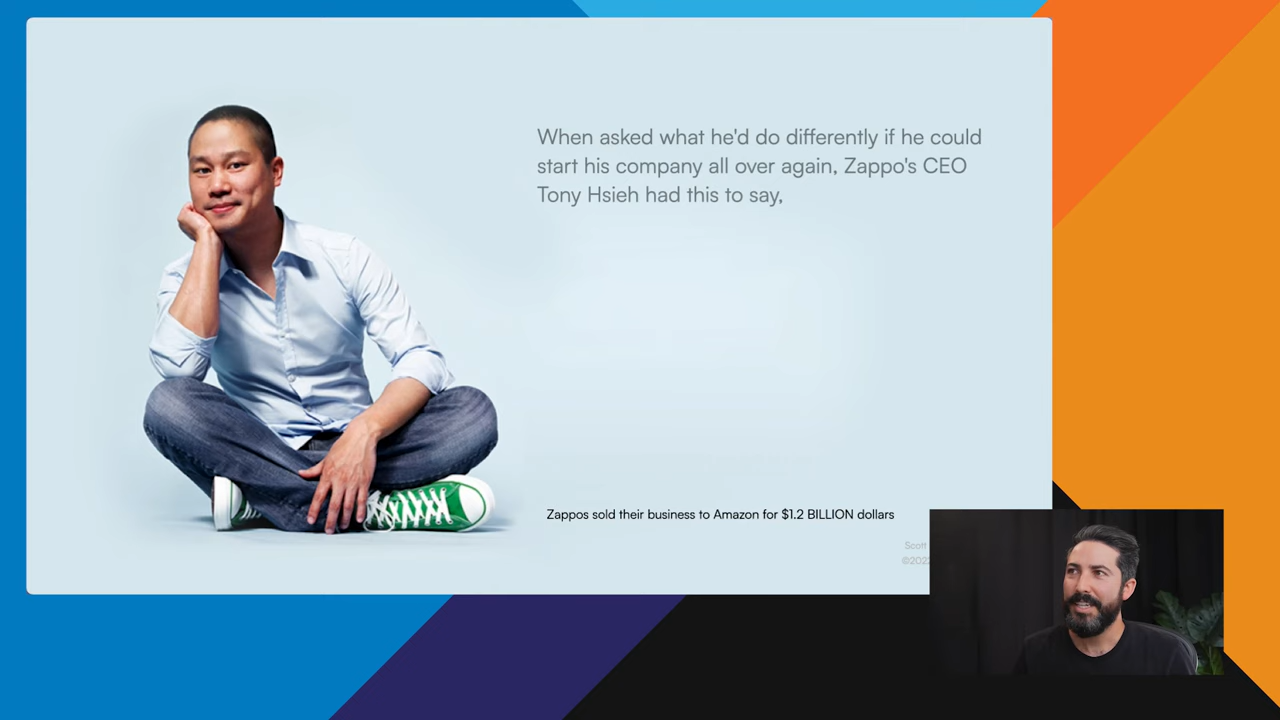 When asked what he'd do differently if he could
start his company all over again, Zappo's CEO
Tony Hsieh had this to say,
Zappos sold their business to Amazon for $1.2 BILLION dollars
Scott